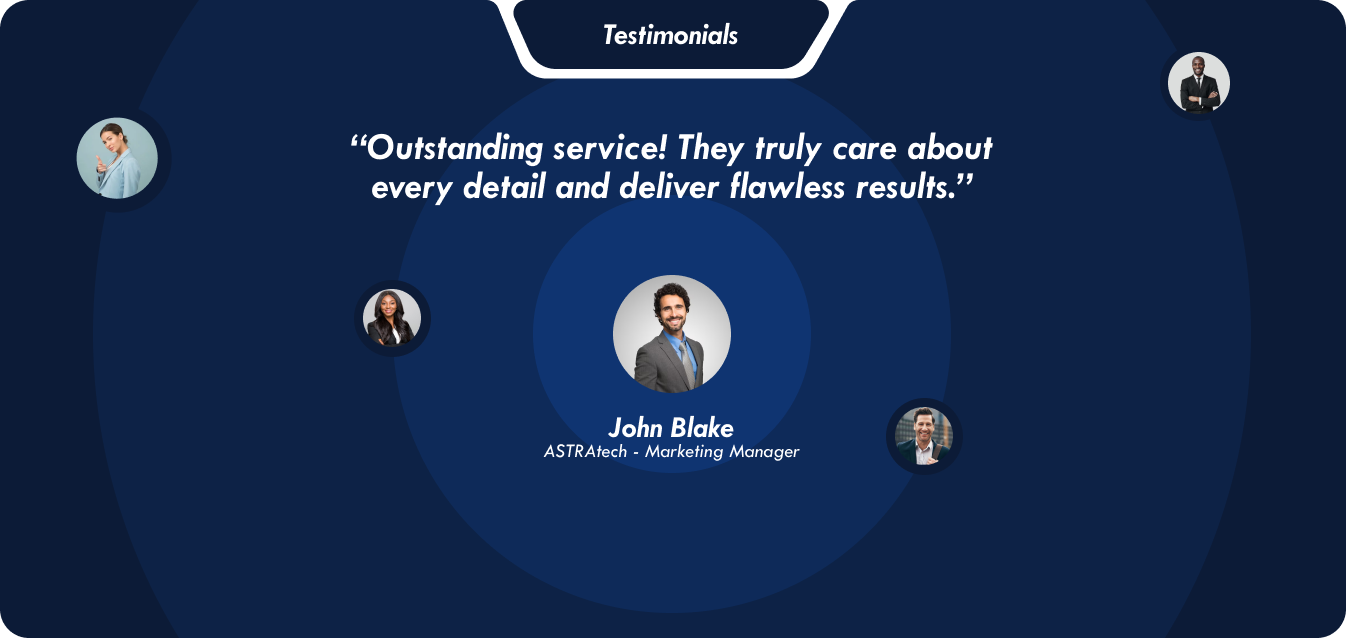 Testimonials
“Outstanding service! They truly care about
every detail and deliver flawless results.”
John Blake
ASTRAtech - Marketing Manager